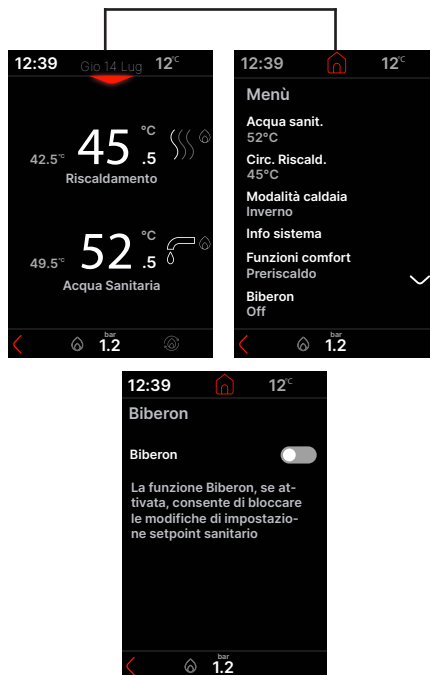 12:39 Gio 14 Lug 12°C
42.5°C 45.5 °C
Riscaldamento
49.5°C 52.5 °C
Acqua Sanitaria
bar
1.2
12:39 12°C
Menù
Acqua sanit.
52°C
Circ. Riscald.
45°C
Modalità caldaia
Inverno
Info sistema
Funzioni comfort
Preriscaldo
Biberon
Off
bar
1.2
12:39 12°C
Biberon
Biberon
La funzione Biberon, se at-
tivata, consente di bloccare
le modifiche di impostazio-
ne setpoint sanitario
bar
1.2